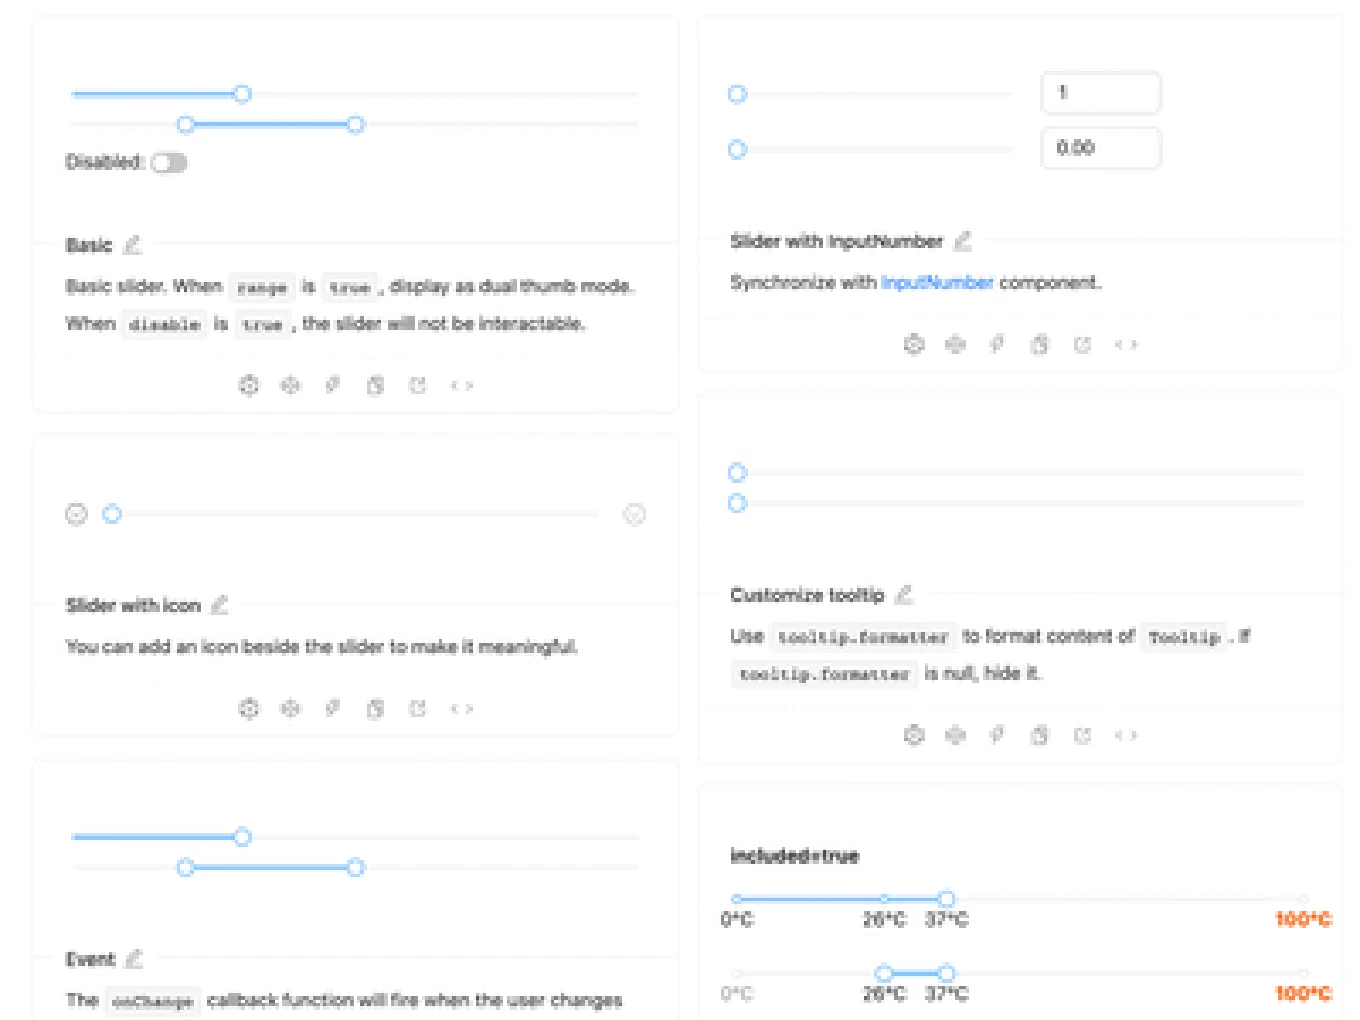 Disabled:
Basic
Basic slider. When range is true, display as dual thumb mode.
When disable is true, the slider will not be interactable.
Slider with icon
You can add an icon beside the slider to make it meaningful.
Event
The onChange callback function will fire when the user changes
1
0.00
Slider with InputNumber
Synchronize with InputNumber component.
Customize tooltip
Use tooltip.formatter to format content of Tooltip. If
tooltip.formatter is null, hide it.
included=true
0°C 26°C 37°C 100°C
0°C 26°C 37°C 100°C